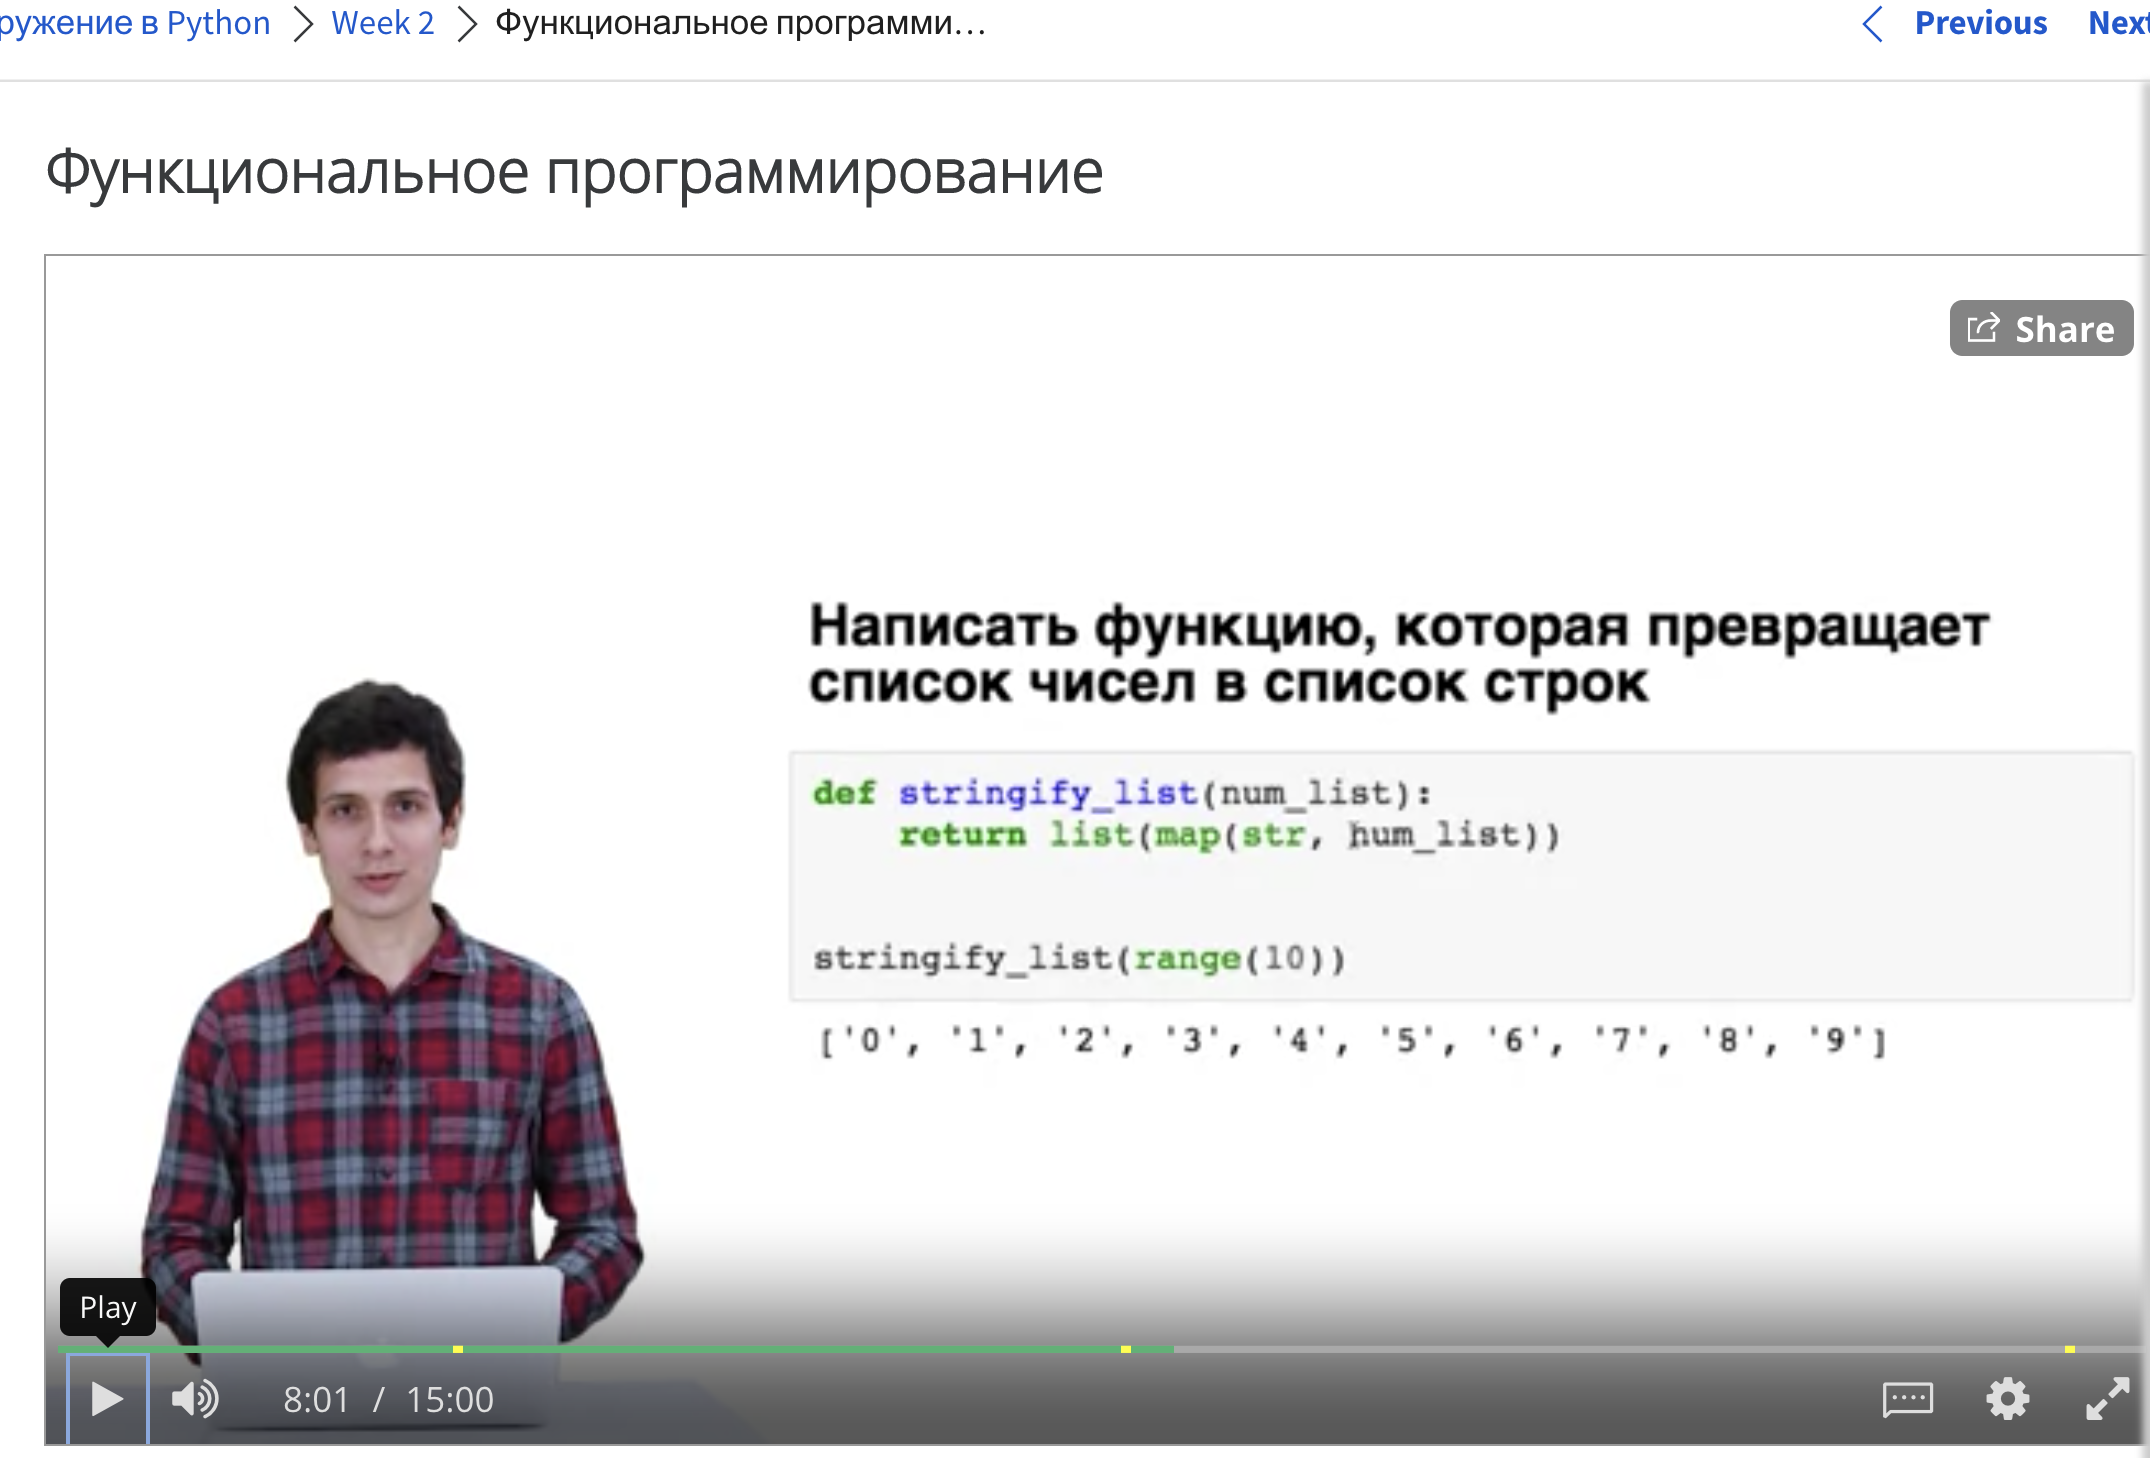 ружение в Python > Week 2 > Функциональное программи...
Previous
Next
Функциональное программирование
Share
Написать функцию, которая превращает
список чисел в список строк
def stringify_list(num_list):
return list(map(str, num_list))
stringify_list(range(10))
['0', '1', '2', '3', '4', '5', '6', '7', '8', '9']
Play
8:01 / 15:00